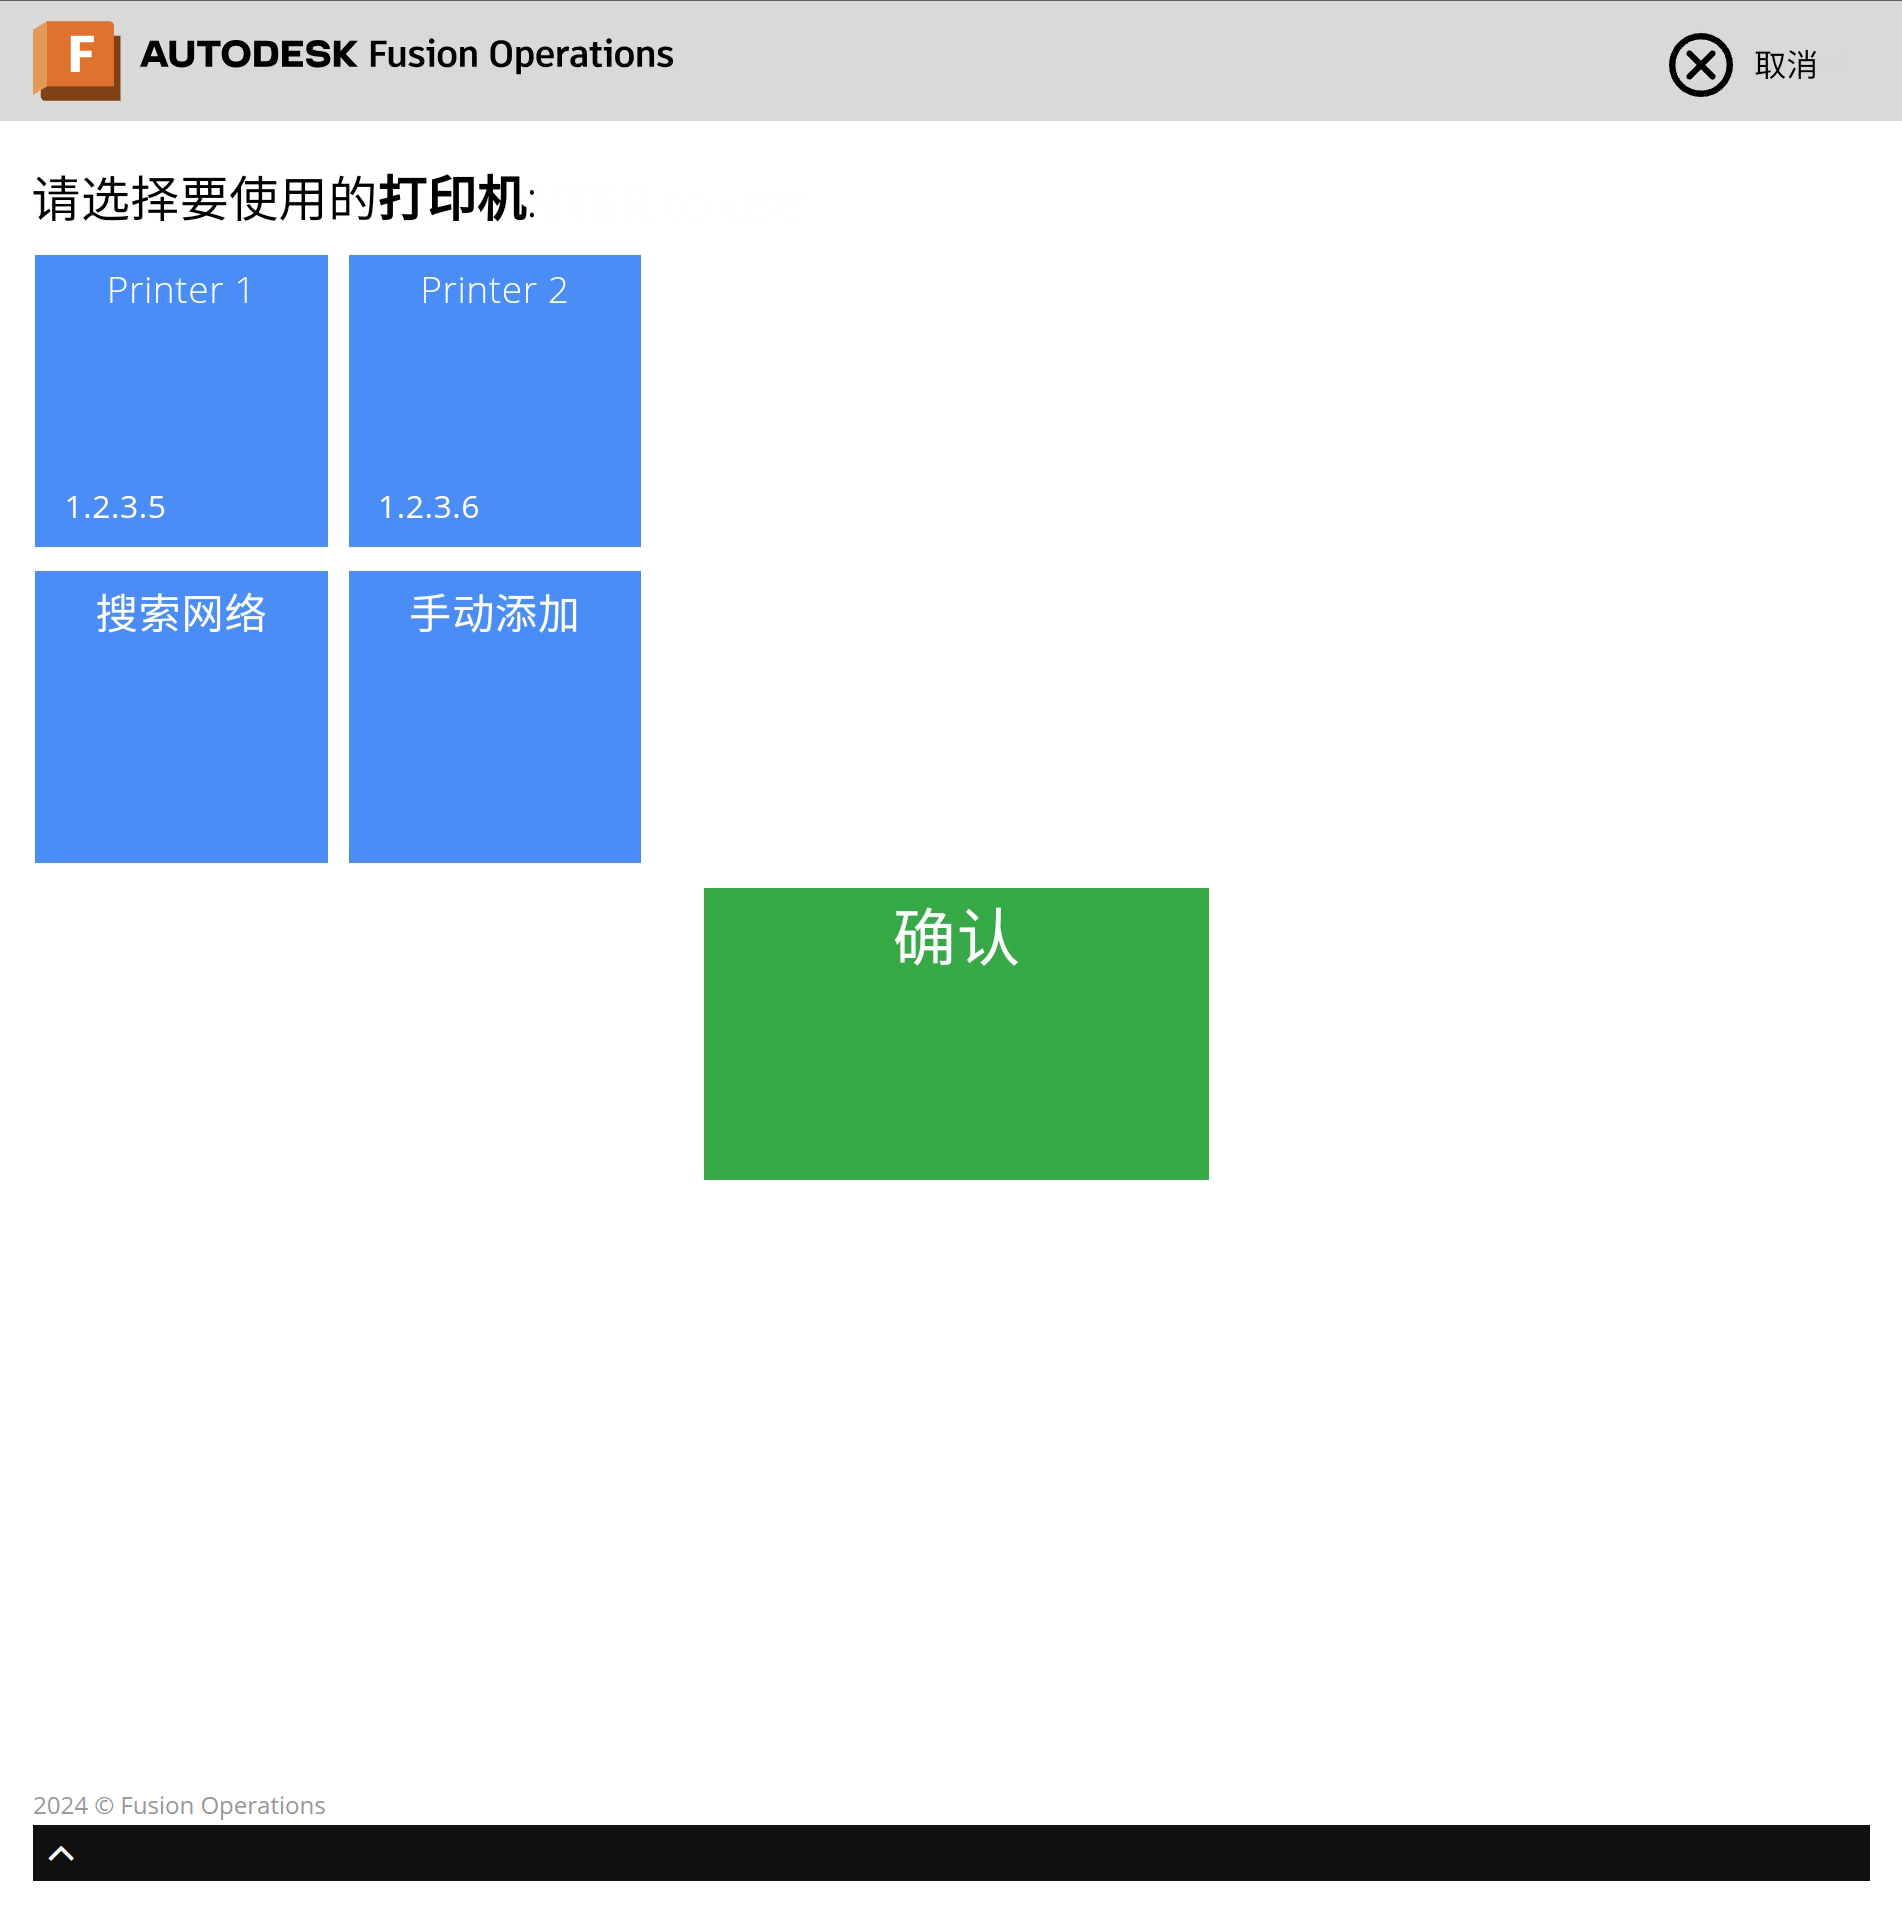 F AUTODESK Fusion Operations
取消
请选择要使用的打印机:
Printer 1
1.2.3.5
Printer 2
1.2.3.6
搜索网络
手动添加
确认
2024 © Fusion Operations